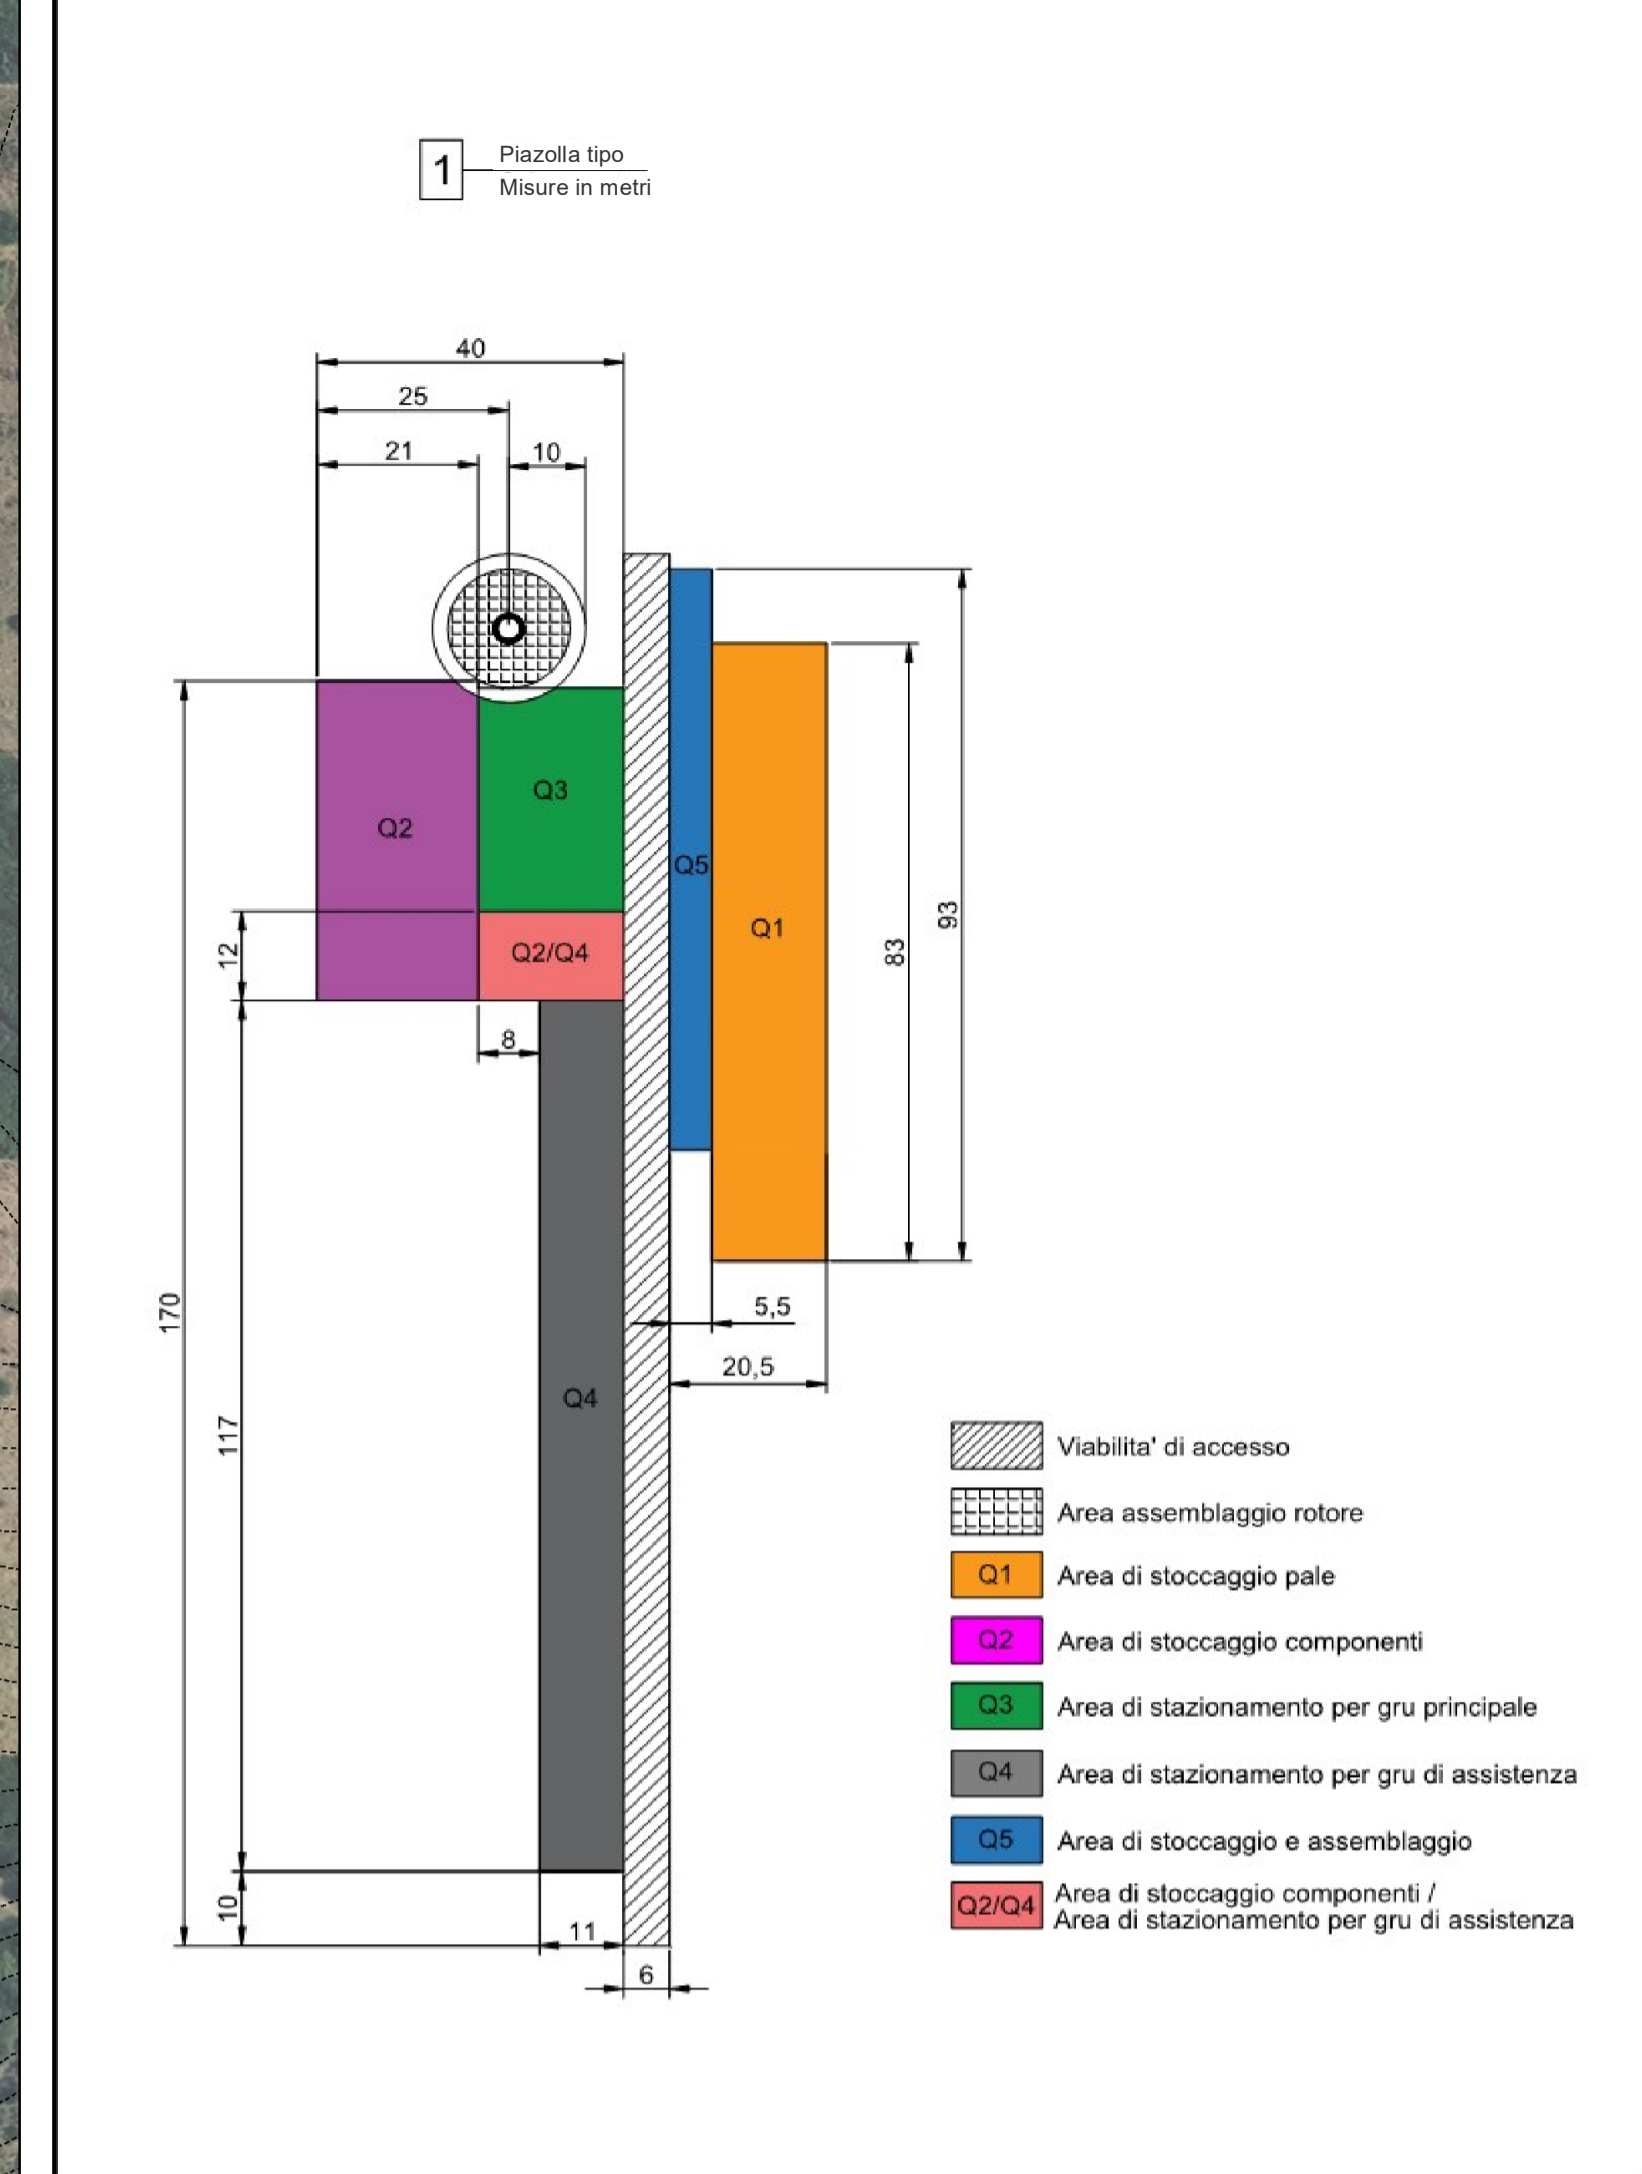 1
Piazolla tipo
Misure in metri
40
25
21
10
Q3
Q2
Q5
Q1
Q2/Q4
12
8
83
93
5,5
20,5
170
117
Q4
10
11
6
Viabilita' di accesso
Area assemblaggio rotore
Q1 Area di stoccaggio pale
Q2 Area di stoccaggio componenti
Q3 Area di stazionamento per gru principale
Q4 Area di stazionamento per gru di assistenza
Q5 Area di stoccaggio e assemblaggio
Q2/Q4 Area di stoccaggio componenti /
Area di stazionamento per gru di assistenza